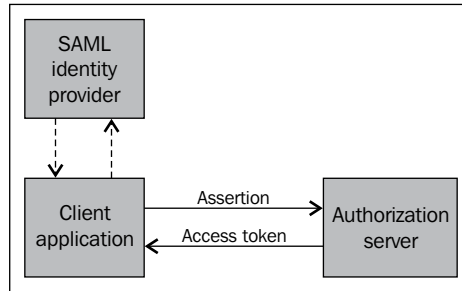 SAML
identity
provider
Client
application
Assertion
Access token
Authorization
server